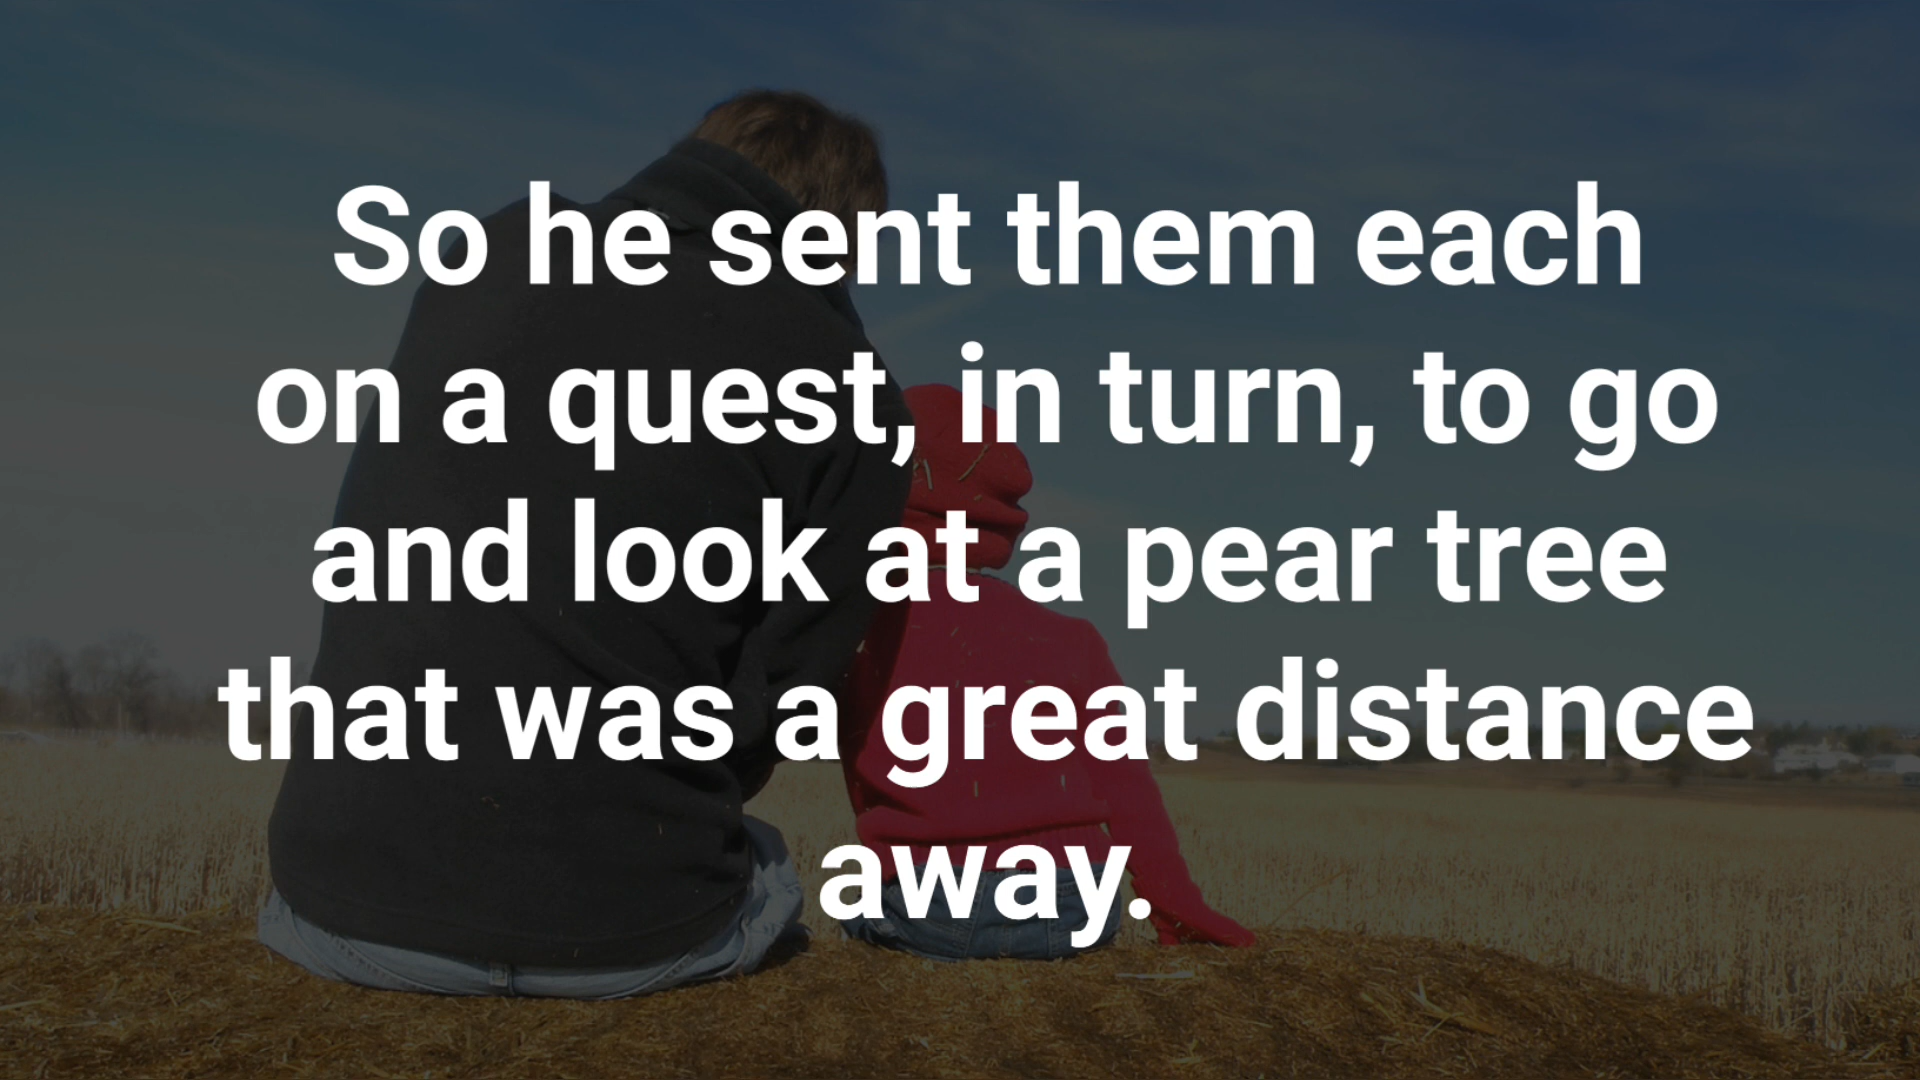 So he sent them each
on a quest, in turn, to go
and look at a pear tree
that was a great distance
away.